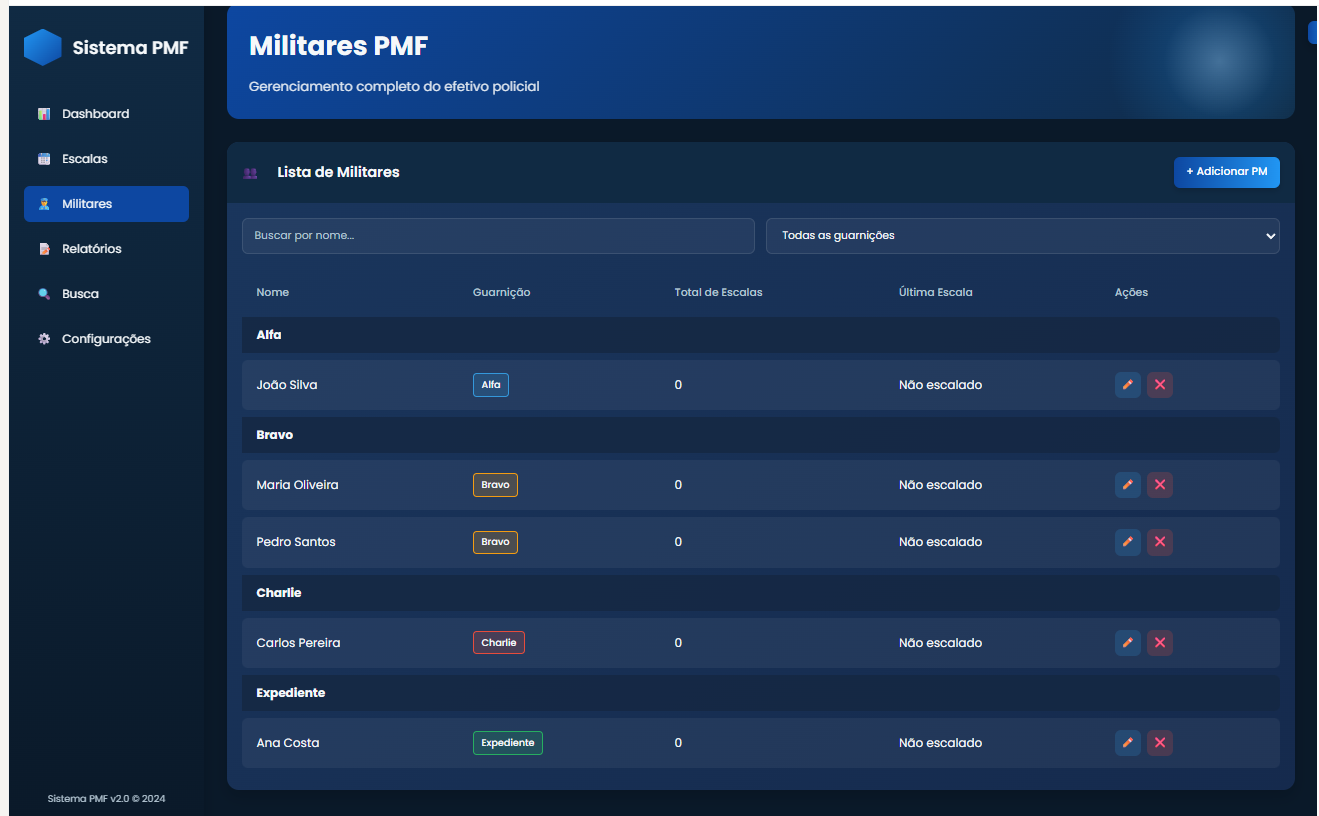 Sistema PMF
Dashboard
Escalas
Militares
Relatórios
Busca
Configurações
Sistema PMF v2.0 © 2024
Militares PMF
Gerenciamento completo do efetivo policial
Lista de Militares
+ Adicionar PM
Buscar por nome...
Todas as guarnições
Nome Guarnição Total de Escalas Última Escala Ações
Alfa
João Silva Alfa 0 Não escalado
Bravo
Maria Oliveira Bravo 0 Não escalado
Pedro Santos Bravo 0 Não escalado
Charlie
Carlos Pereira Charlie 0 Não escalado
Expediente
Ana Costa Expediente 0 Não escalado